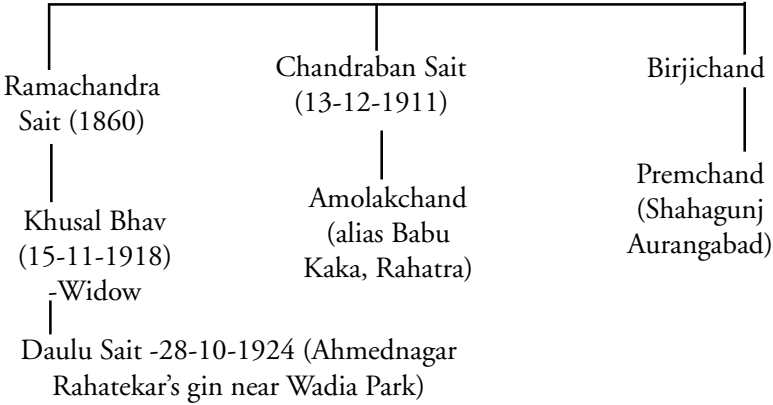 Ramachandra
Sait (1860)
Khusal Bhav
(15-11-1918)
-Widow
Daulu Sait -28-10-1924 (Ahmednagar
Rahatekar's gin near Wadia Park)
Chandraban Sait
(13-12-1911)
Amolakchand
(alias Babu
Kaka, Rahatra)
Birjichand
Premchand
(Shahagunj
Aurangabad)